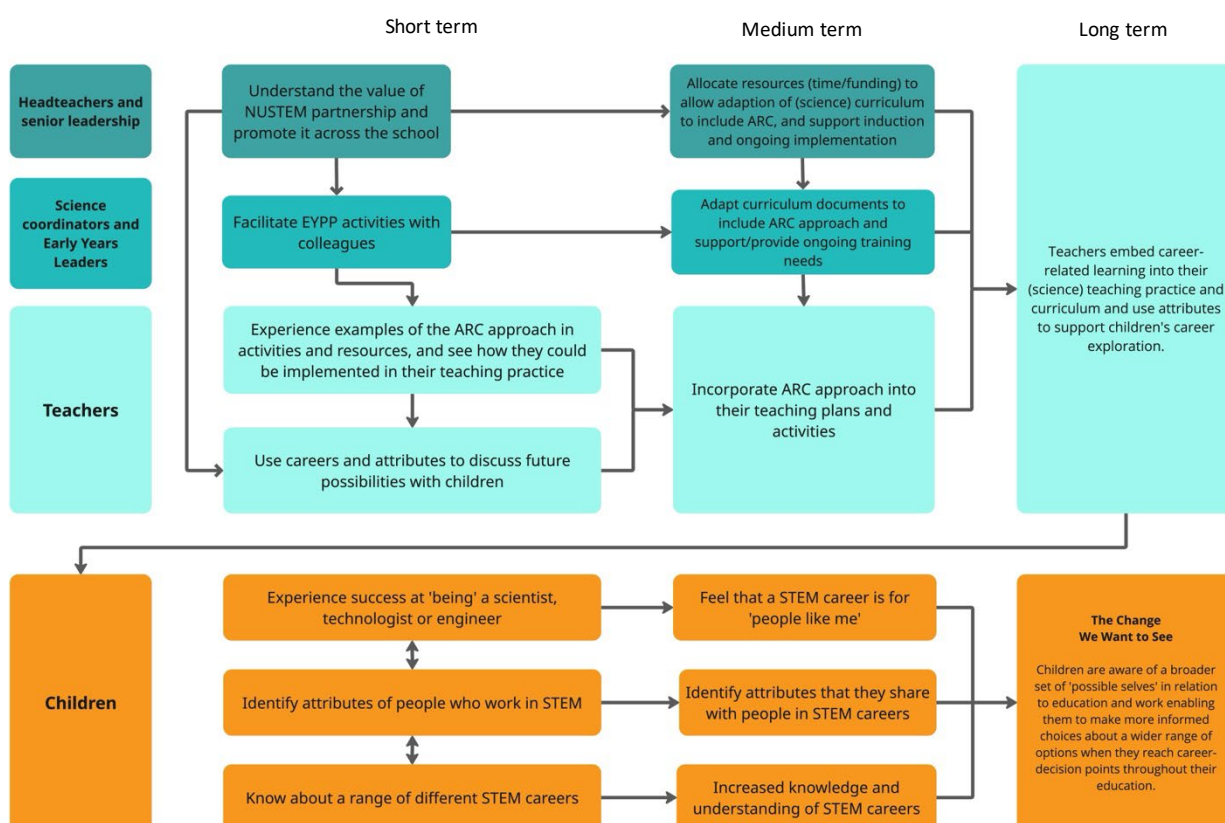 Short term
Medium term
Long term
Headteachers and
senior leadership
Understand the value of
NUSTEM partnership and
promote it across the school
Allocate resources (time/funding) to
allow adaption of (science) curriculum
to include ARC, and support induction
and ongoing implementation
Science
coordinators and
Early Years
Leaders
Facilitate EYPP activities with
colleagues
Adapt curriculum documents to
include ARC approach and
support/provide ongoing training
needs
Teachers
Experience examples of the ARC approach in
activities and resources, and see how they could
be implemented in their teaching practice
Use careers and attributes to discuss future
possibilities with children
Incorporate ARC approach into
their teaching plans and
activities
Teachers embed career-
related learning into their
(science) teaching practice and
curriculum and use attributes
to support children's career
exploration.
Children
Experience success at 'being' a scientist,
technologist or engineer
Feel that a STEM career is for
'people like me'
Identify attributes of people who work in STEM
Identify attributes that they share
with people in STEM careers
Know about a range of different STEM careers
Increased knowledge and
understanding of STEM careers
The Change
We Want to See
Children are aware of a broader
set of 'possible selves' in relation
to education and work enabling
them to make more informed
choices about a wider range of
options when they reach career-
decision points throughout their
education.